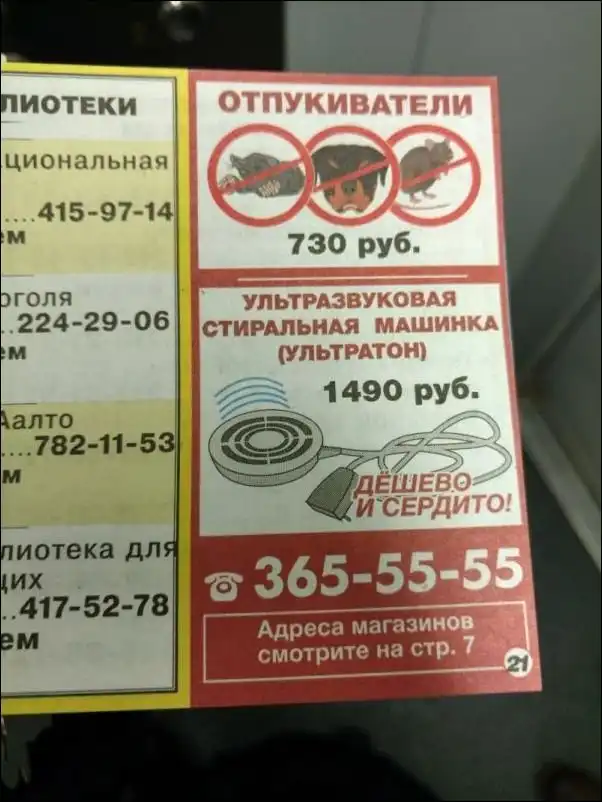 ЛИОТЕКИ
циональная
....415-97-14
ем
оголя
..224-29-06
ем
Аалто
....782-11-53
м
лиотека для
щих
..417-52-78
ем
ОТПУКИВАТЕЛИ
730 руб.
УЛЬТРАЗВУКОВАЯ
СТИРАЛЬНАЯ МАШИНКА
(УЛЬТРАТОН)
1490 руб.
ДЁШЕВО
И СЕРДИТО!
365-55-55
Адреса магазинов
смотрите на стр. 7
21